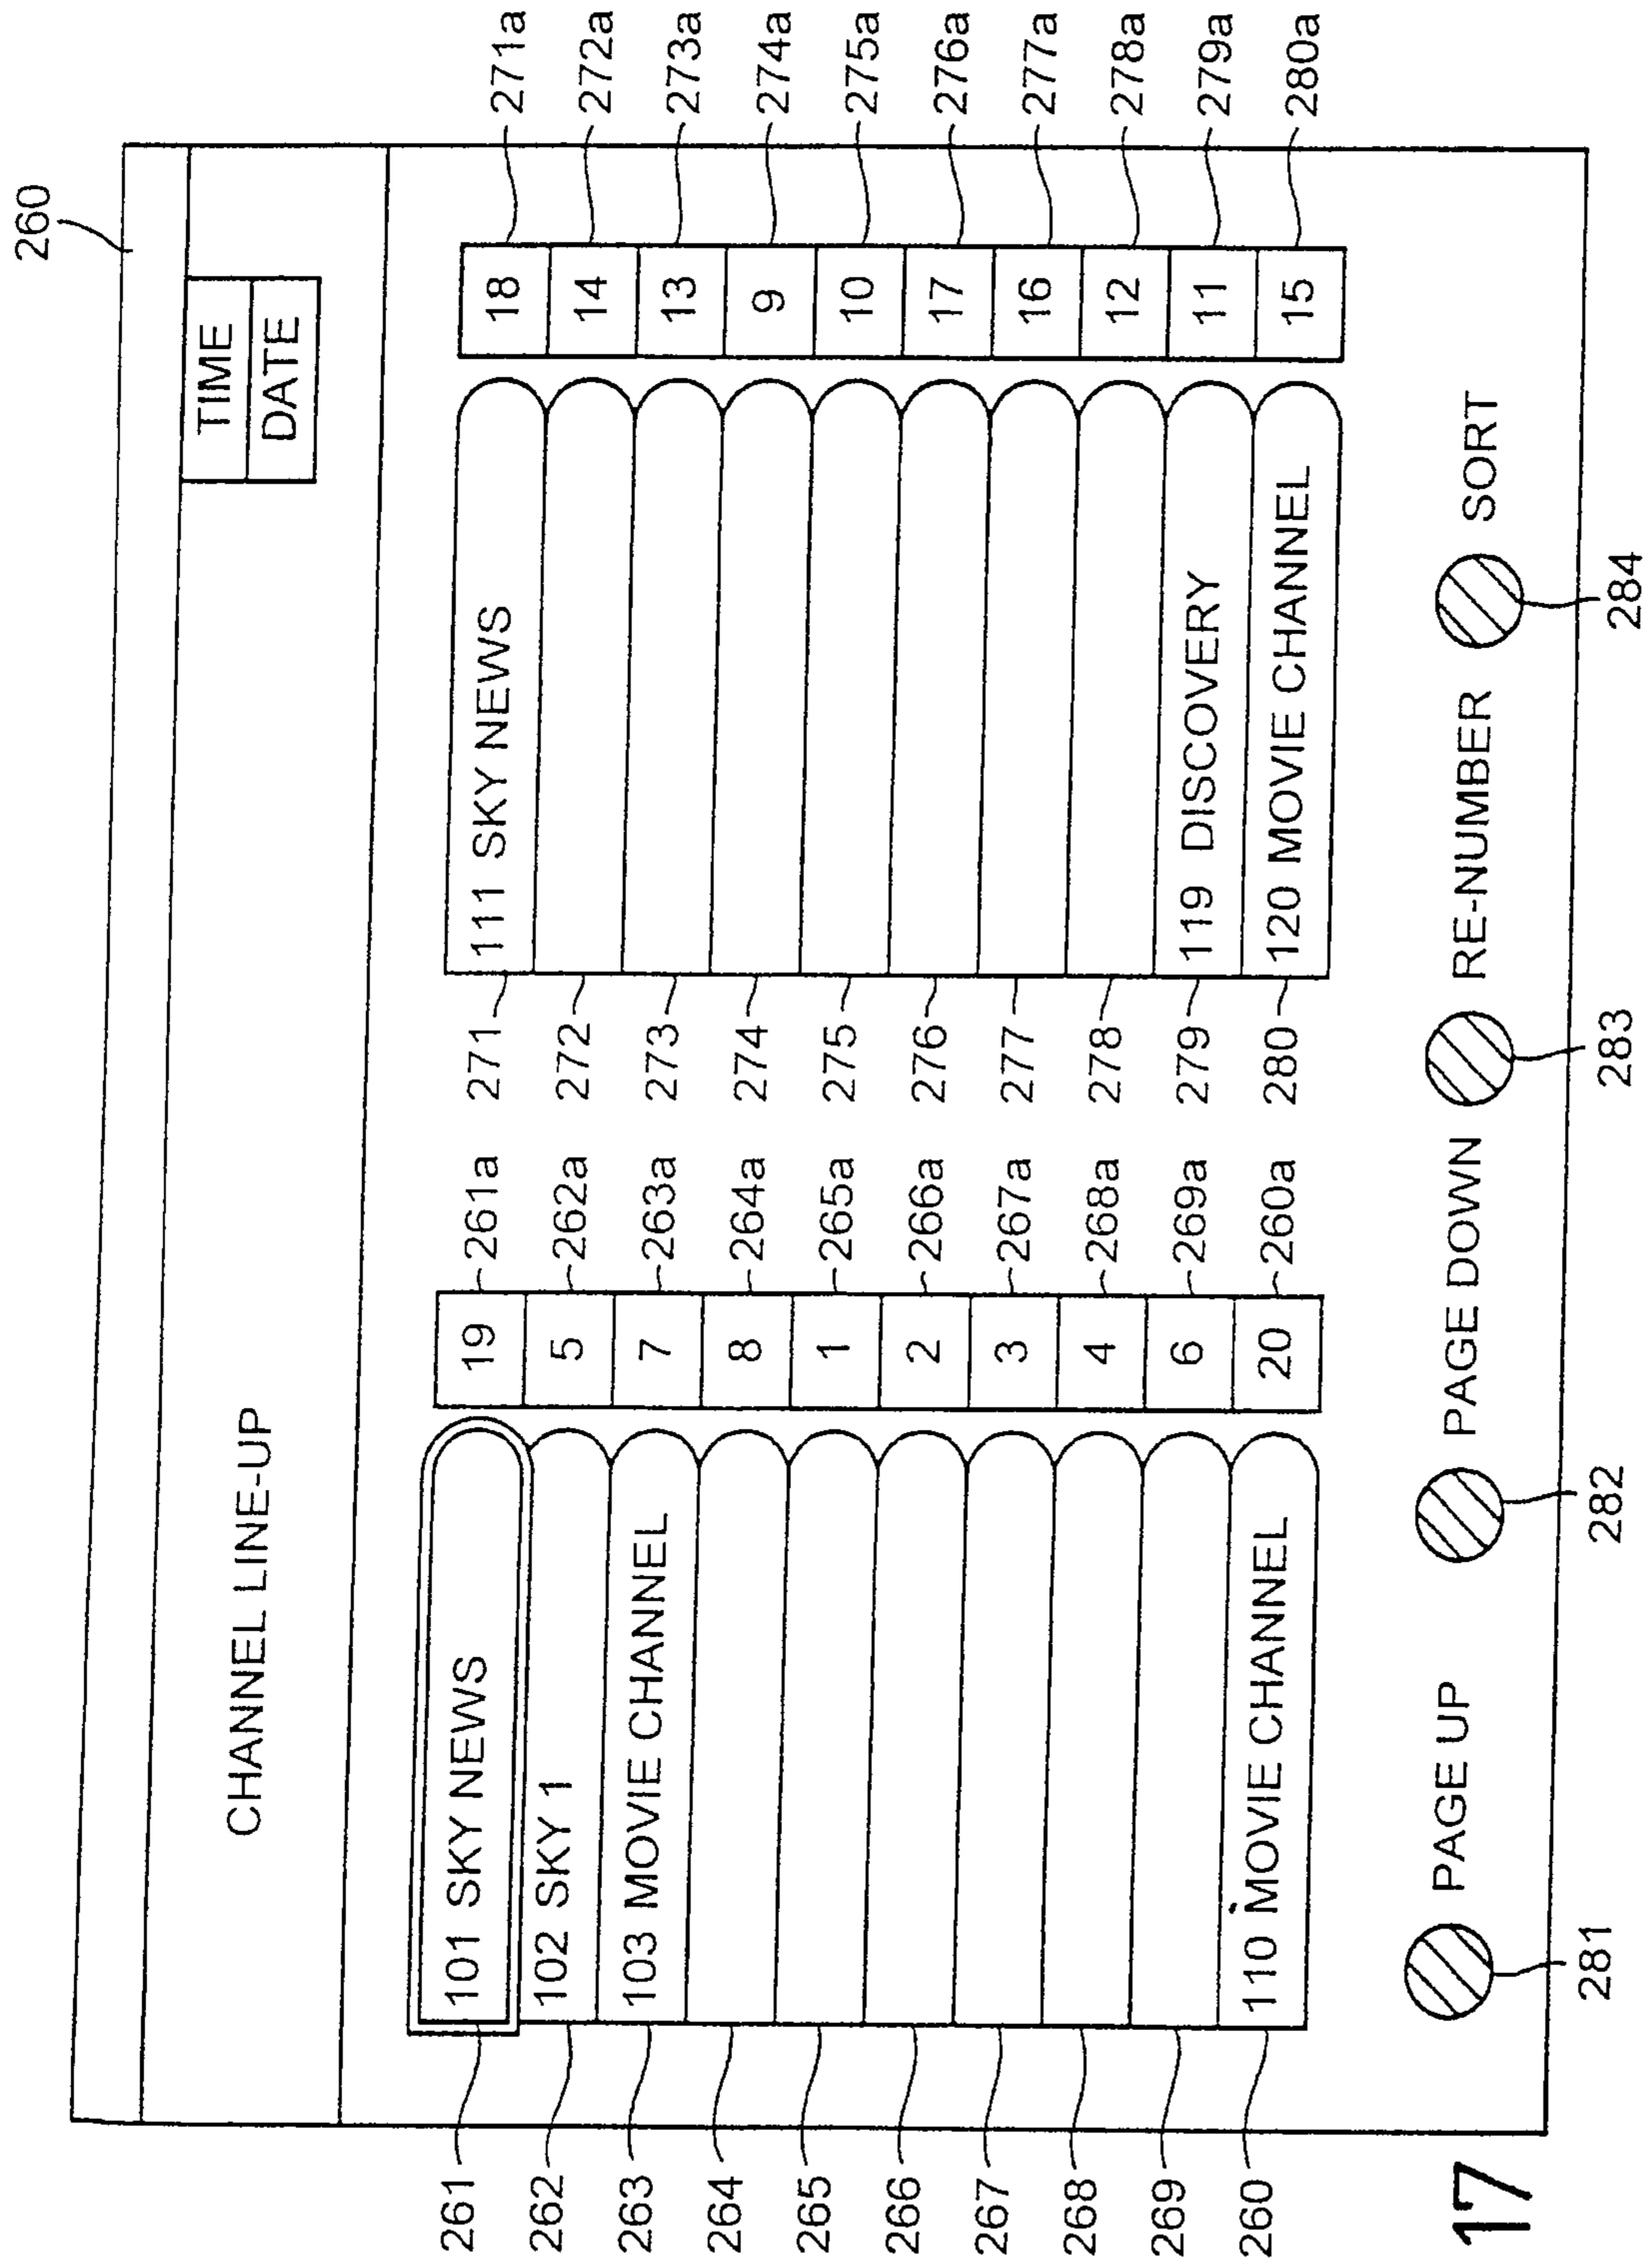 260
TIME
DATE
CHANNEL LINE-UP
261 101 SKY NEWS 19 261a
262 102 SKY 1 5 262a
263 103 MOVIE CHANNEL 7 263a
264 8 264a
265 1 265a
266 2 266a
267 3 267a
268 4 268a
269 6 269a
260 110 MOVIE CHANNEL 20 260a
271 111 SKY NEWS 18 271a
272 14 272a
273 13 273a
274 9 274a
275 10 275a
276 17 276a
277 16 277a
278 12 278a
279 119 DISCOVERY 11 279a
280 120 MOVIE CHANNEL 15 280a
PAGE UP PAGE DOWN RE-NUMBER SORT
281 282 283 284
17